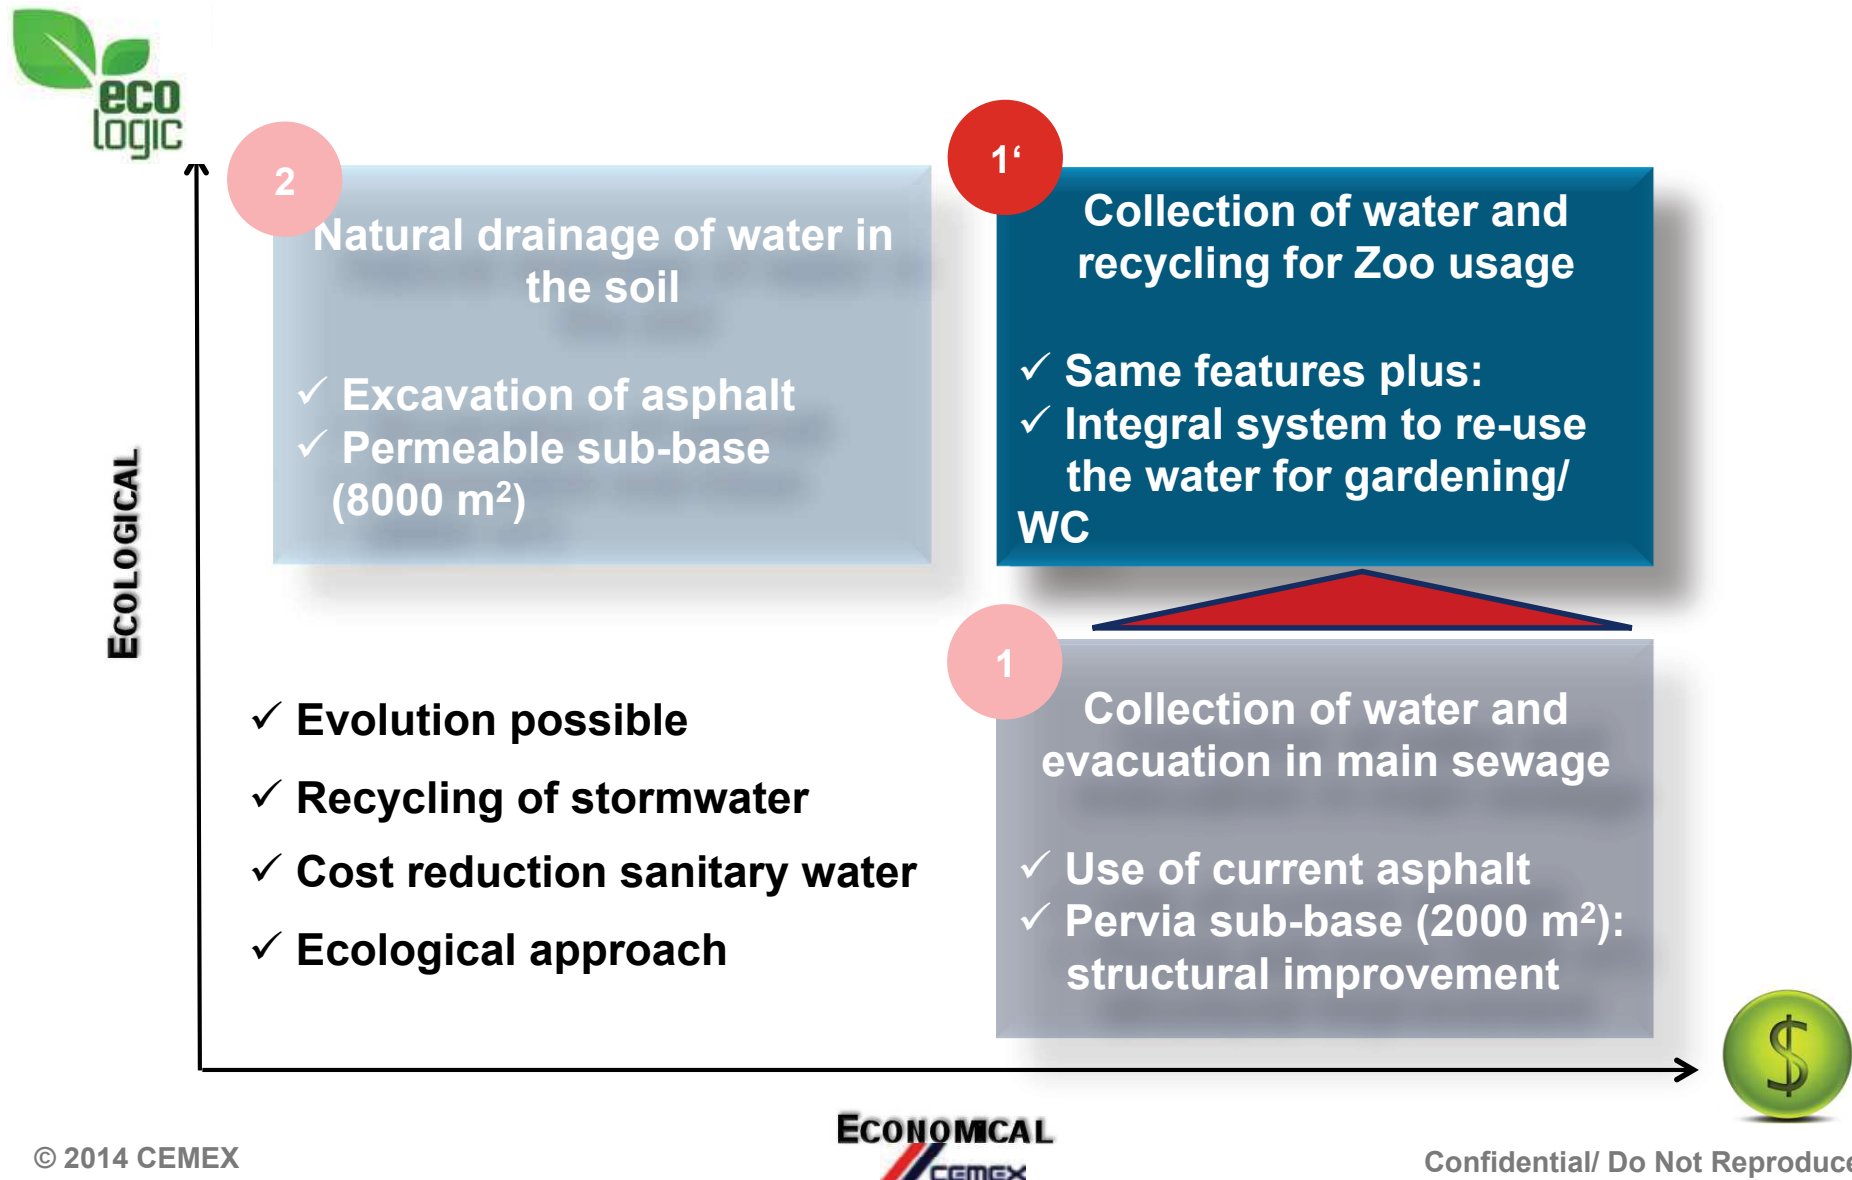 eco
logic
2
Natural drainage of water in
the soil
✓ Excavation of asphalt
✓ Permeable sub-base
(8000 m²)
1‘
Collection of water and
recycling for Zoo usage
✓ Same features plus:
✓ Integral system to re-use
the water for gardening/
WC
ECOLOGICAL
✓ Evolution possible
✓ Recycling of stormwater
✓ Cost reduction sanitary water
✓ Ecological approach
1
Collection of water and
evacuation in main sewage
✓ Use of current asphalt
✓ Pervia sub-base (2000 m²):
structural improvement
$
ECONOMICAL
© 2014 CEMEX
CEMEX
Confidential/ Do Not Reproduce